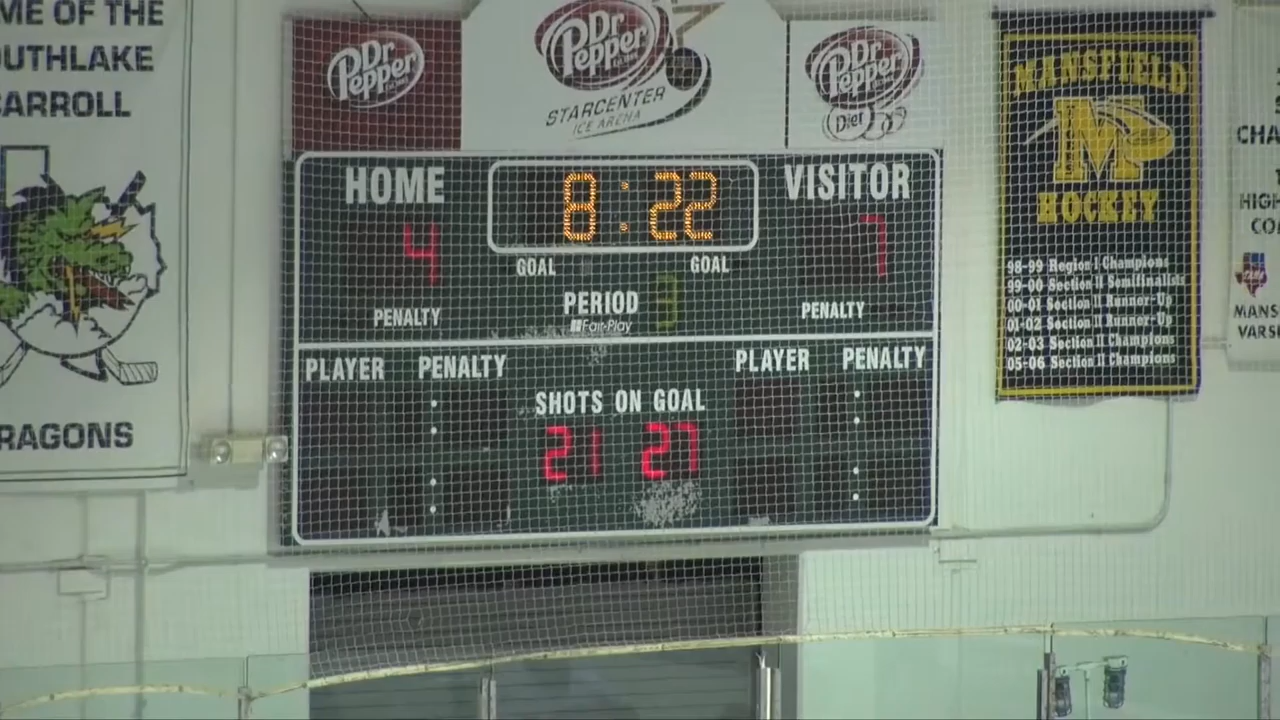 ME OF THE
OUTHLAKE
CARROLL
RAGONS
Dr Pepper
Dr Pepper
STARCENTER
ICE ARENA
Dr Pepper
Diet
HOME
8:22
VISITOR
4
7
GOAL
GOAL
PERIOD
3
Fair-Play
PENALTY
PENALTY
PLAYER
PENALTY
PLAYER
PENALTY
SHOTS ON GOAL
21 27
MANSFIELD
M
HOCKEY
98-99 Region I Champions
99-00 Section II Semifinalists
00-01 Section II Runner-Up
01-02 Section II Runner-Up
02-03 Section II Champions
05-06 Section II Champions
CHA
HIGH
CO
MANS
VARS